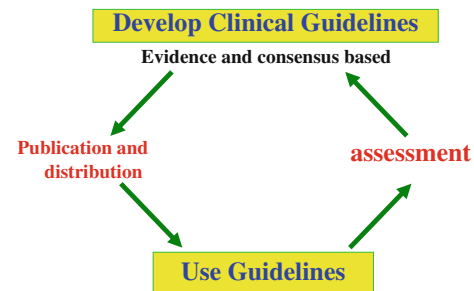 Develop Clinical Guidelines
Evidence and consensus based
Publication and
distribution
assessment
Use Guidelines